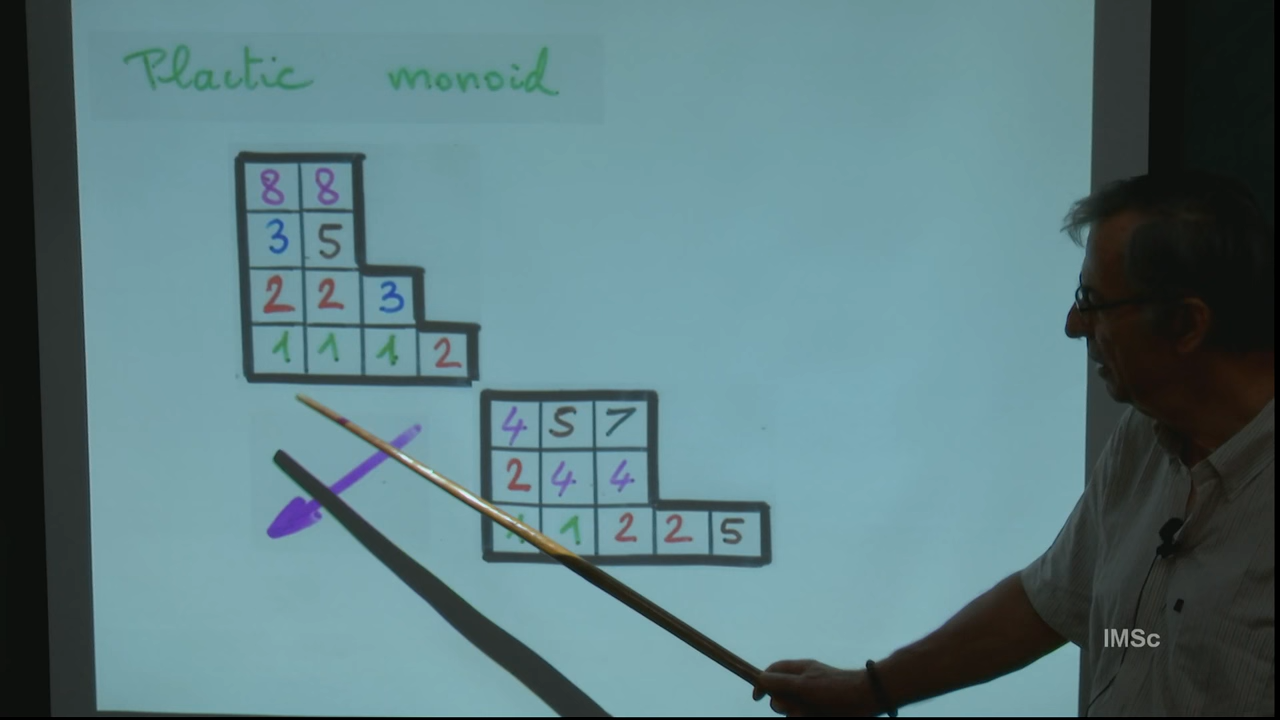 Plactic monoid
8 8
3 5
2 2 3
1 1 1 2
4 5 7
2 4 4
1 1 2 2 5
IMSc